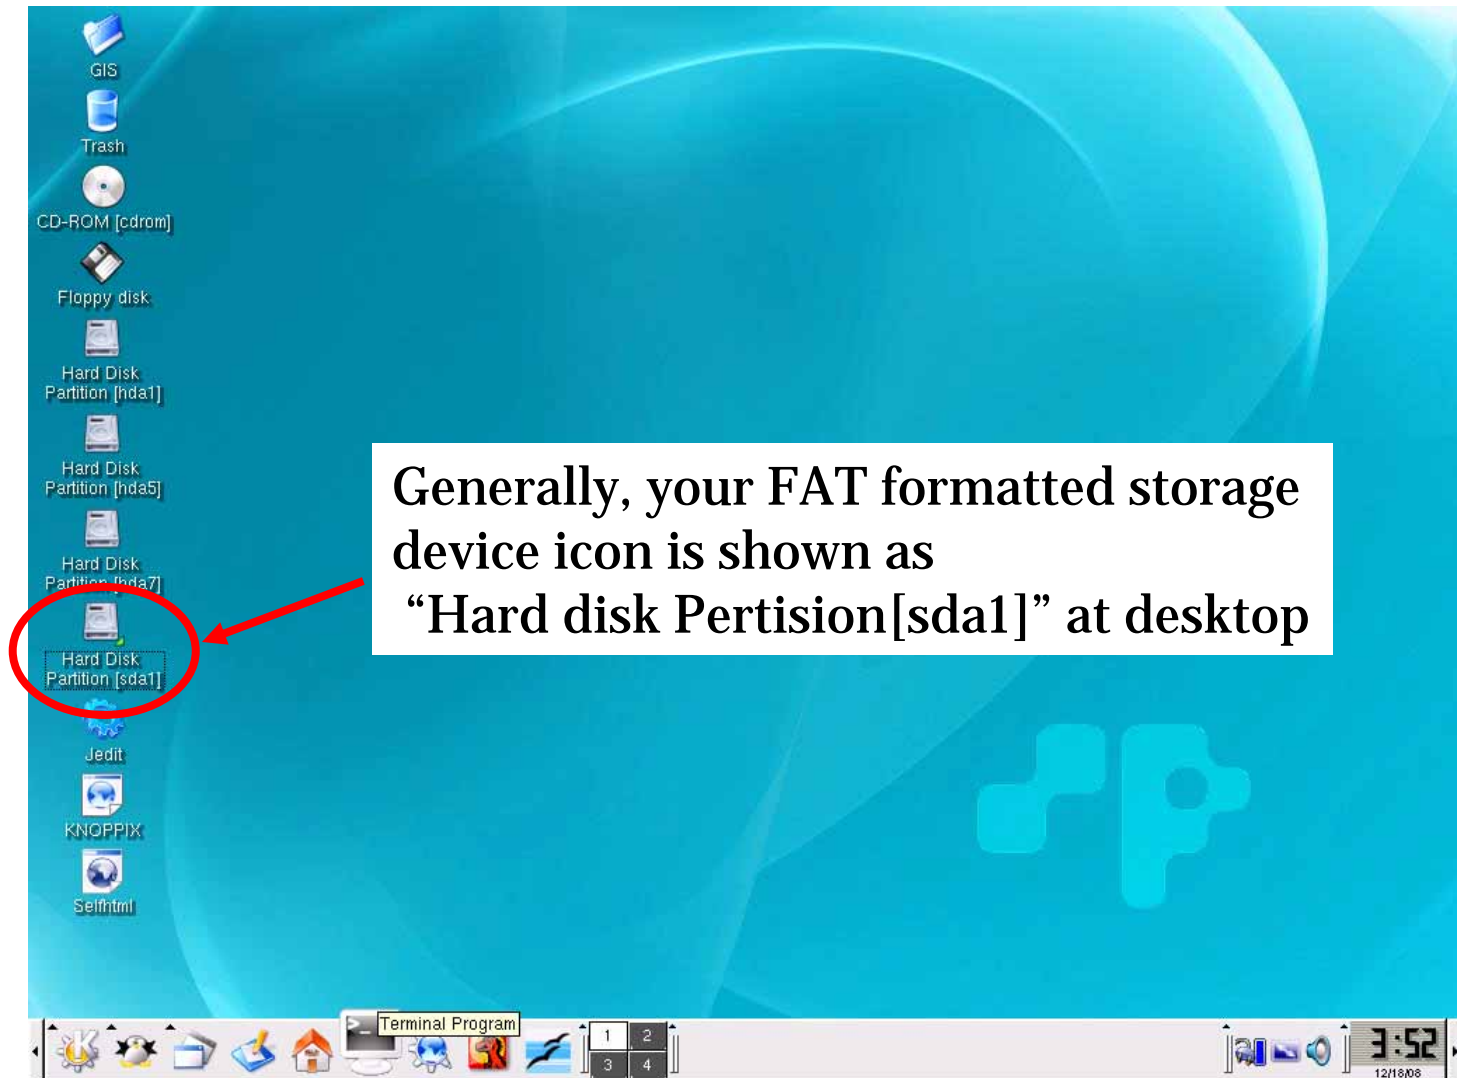 GIS
Trash
CD-ROM [cdrom]
Floppy disk
Hard Disk
Partition [hda1]
Hard Disk
Partition [hda5]
Hard Disk
Partition [hda7]
Hard Disk
Partition [sda1]
Jedit
KNOPPIX
Selfhtml
Generally, your FAT formatted storage
device icon is shown as
“Hard disk Pertision[sda1]” at desktop
Terminal Program
1 2
3 4
3:52
12/18/08